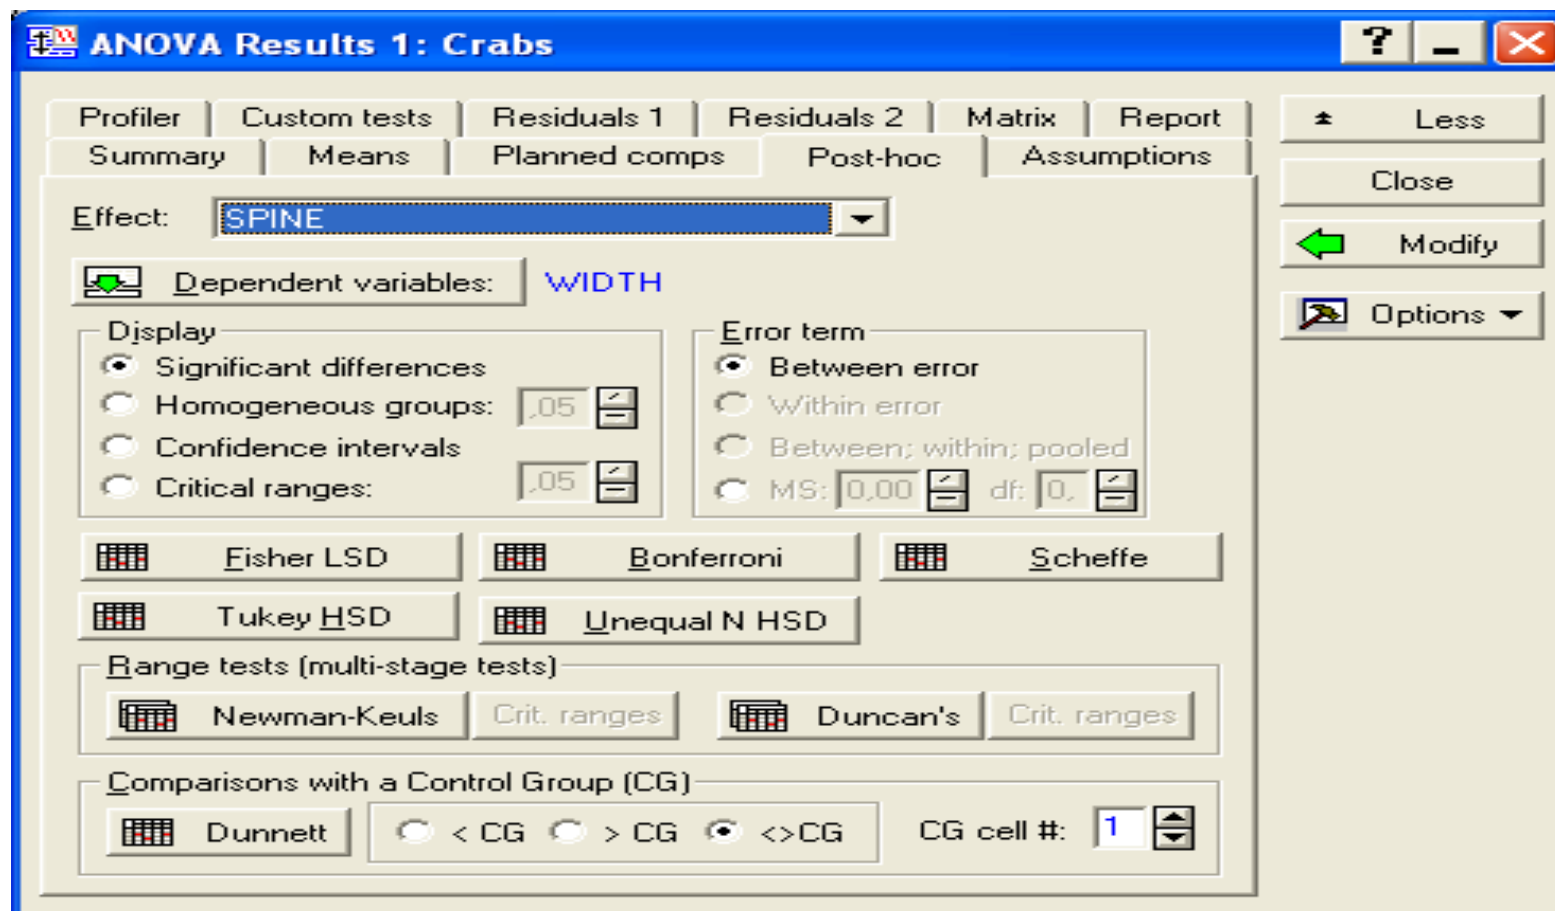 ANOVA Results 1: Crabs
Profiler Custom tests Residuals 1 Residuals 2 Matrix Report
Summary Means Planned comps Post-hoc Assumptions
Less
Close
Modify
Options
Effect: SPINE
Dependent variables: WIDTH
Display
Significant differences
Homogeneous groups: ,05
Confidence intervals
Critical ranges: ,05
Error term
Between error
Within error
Between; within; pooled
MS: 0,00 df: 0,
Fisher LSD Bonferroni Scheffe
Tukey HSD Unequal N HSD
Range tests (multi-stage tests)
Newman-Keuls Crit. ranges Duncan's Crit. ranges
Comparisons with a Control Group (CG)
Dunnett < CG > CG <>CG CG cell #: 1